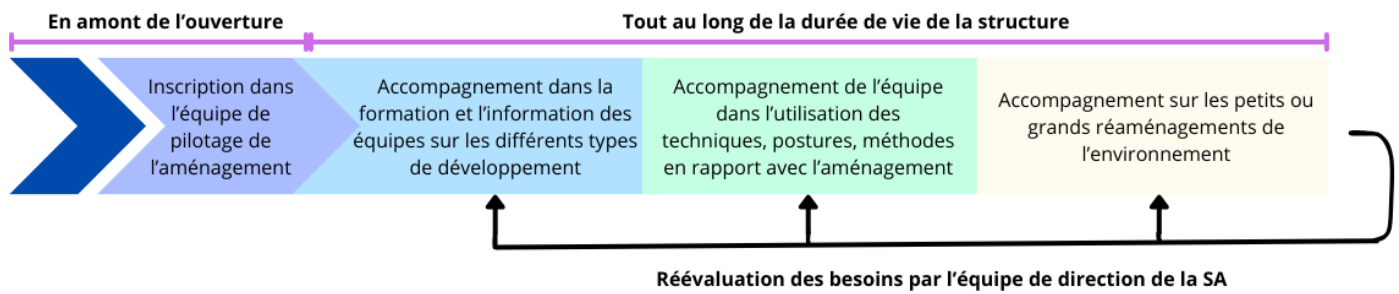 En amont de l’ouverture
Tout au long de la durée de vie de la structure
Inscription dans
l’équipe de
pilotage de
l’aménagement
Accompagnement dans la
formation et l’information des
équipes sur les différents types
de développement
Accompagnement de l’équipe
dans l’utilisation des
techniques, postures, méthodes
en rapport avec l’aménagement
Accompagnement sur les petits ou
grands réaménagements de
l’environnement
Réévaluation des besoins par l’équipe de direction de la SA